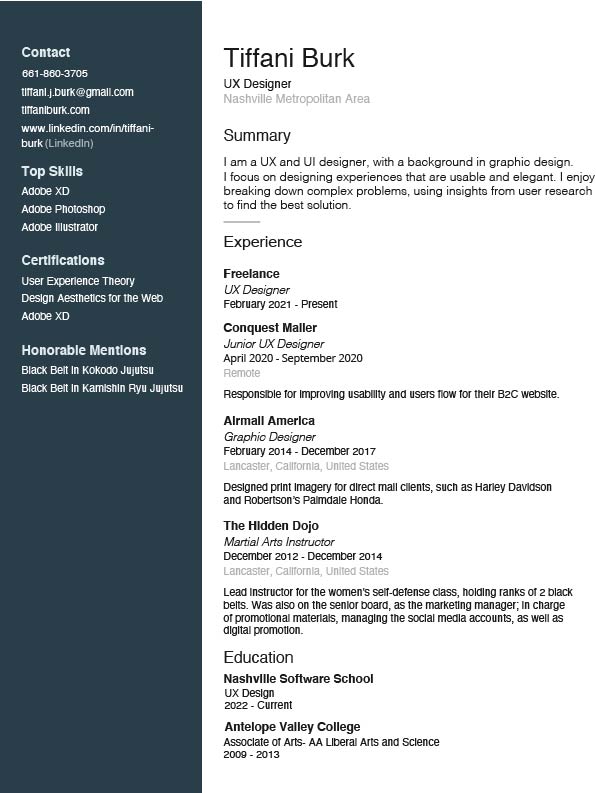 Contact
661-860-3705
tiffani.j.burk@gmail.com
tiffaniburk.com
www.linkedin.com/in/tiffani-
burk (LinkedIn)
Top Skills
Adobe XD
Adobe Photoshop
Adobe Illustrator
Certifications
User Experience Theory
Design Aesthetics for the Web
Adobe XD
Honorable Mentions
Black Belt in Kokodo Jujutsu
Black Belt in Kamishin Ryu Jujutsu
Tiffani Burk
UX Designer
Nashville Metropolitan Area
Summary
I am a UX and UI designer, with a background in graphic design.
I focus on designing experiences that are usable and elegant. I enjoy
breaking down complex problems, using insights from user research
to find the best solution.
Experience
Freelance
UX Designer
February 2021 - Present
Conquest Mailer
Junior UX Designer
April 2020 - September 2020
Remote
Responsible for improving usability and users flow for their B2C website.
Airmail America
Graphic Designer
February 2014 - December 2017
Lancaster, California, United States
Designed print imagery for direct mail clients, such as Harley Davidson
and Robertson's Palmdale Honda.
The Hidden Dojo
Martial Arts Instructor
December 2012 - December 2014
Lancaster, California, United States
Lead instructor for the women's self-defense class, holding ranks of 2 black
belts. Was also on the senior board, as the marketing manager; in charge
of promotional materials, managing the social media accounts, as well as
digital promotion.
Education
Nashville Software School
UX Design
2022 - Current
Antelope Valley College
Associate of Arts- AA Liberal Arts and Science
2009 - 2013